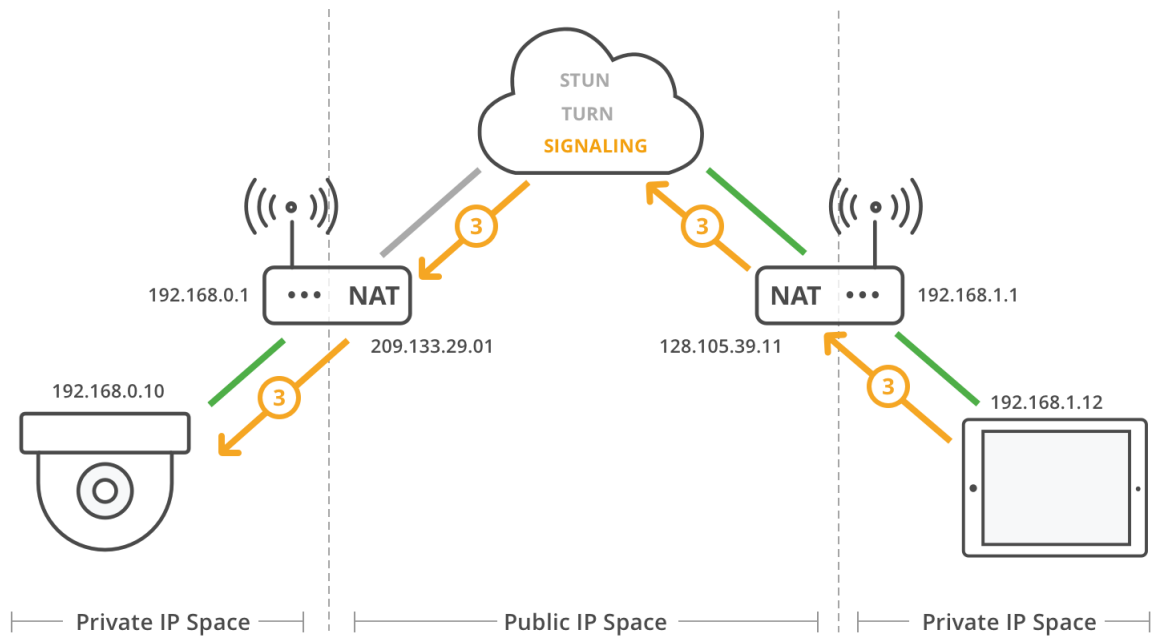 STUN
TURN
SIGNALING
3
3
192.168.0.1
NAT
NAT
192.168.1.1
209.133.29.01
128.105.39.11
192.168.0.10
3
3
192.168.1.12
Private IP Space
Public IP Space
Private IP Space